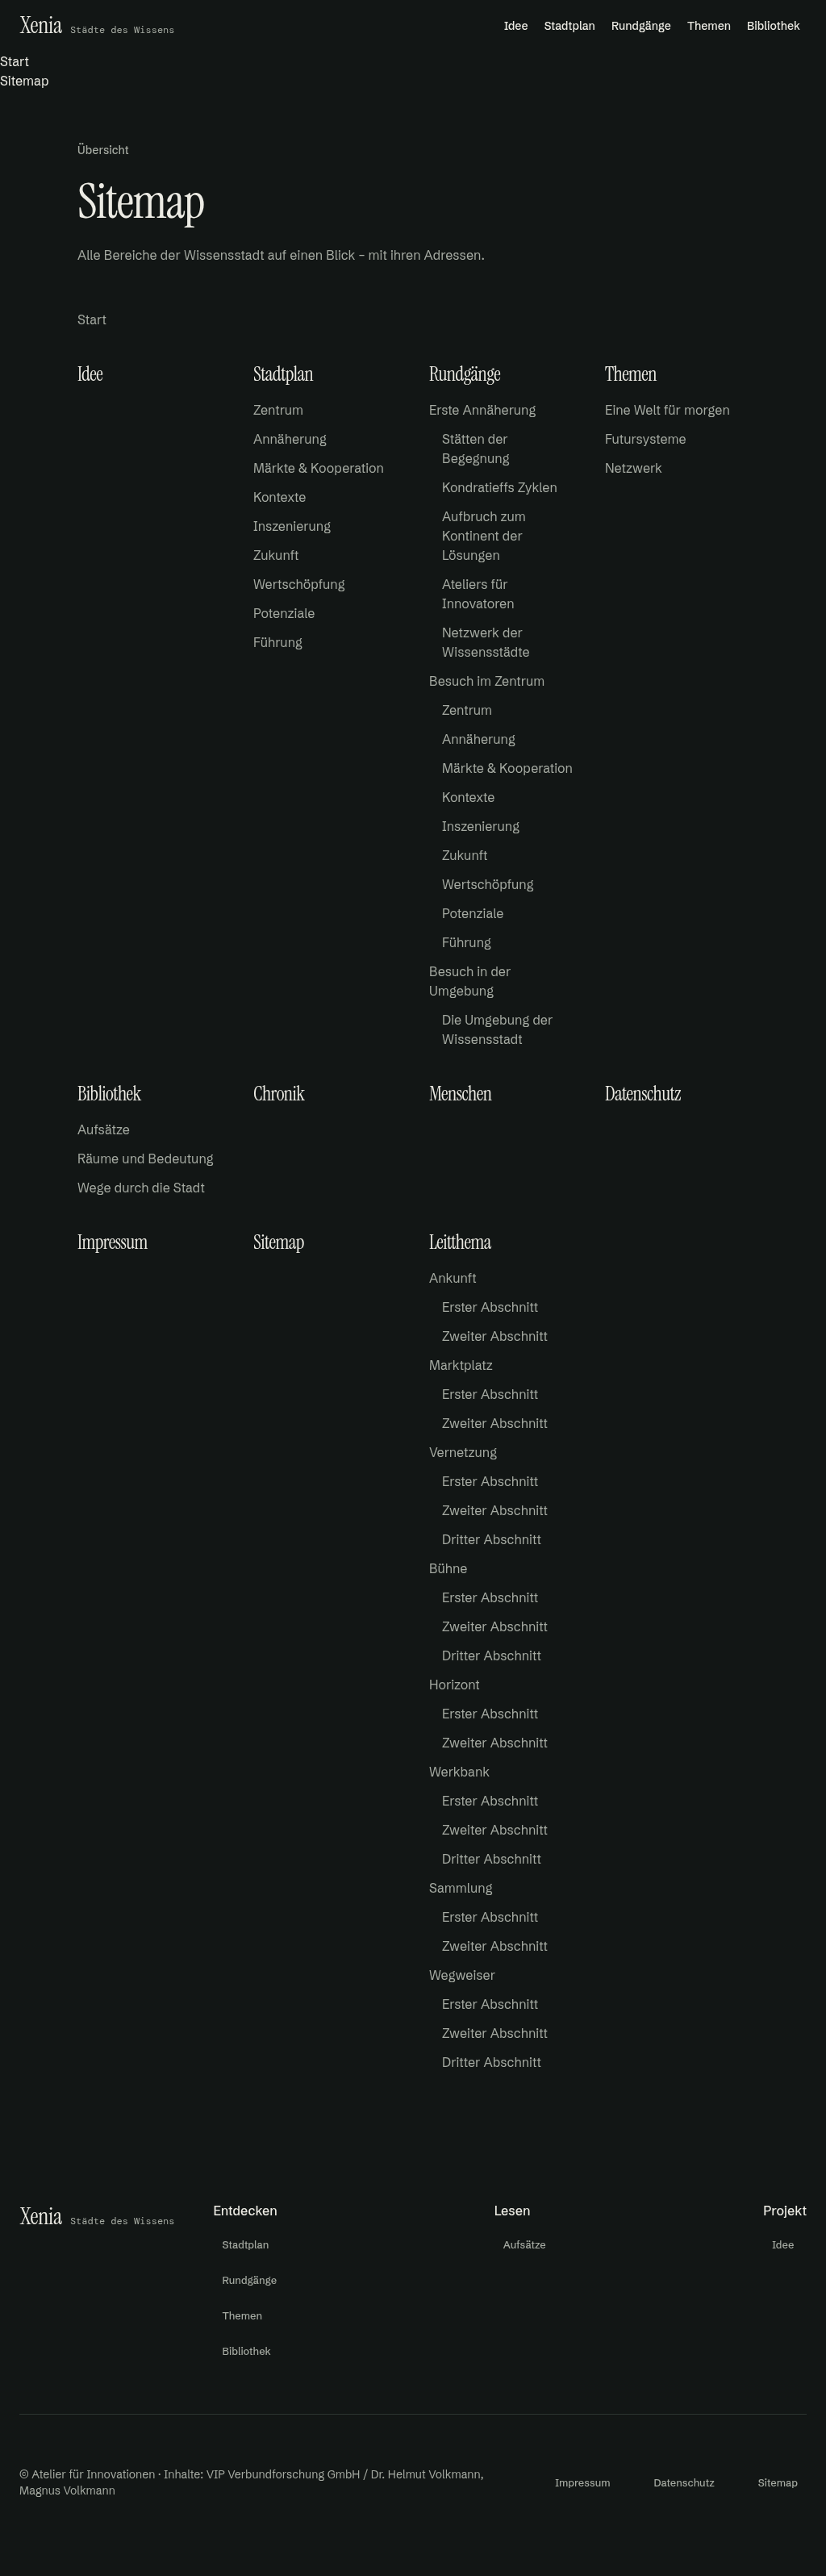 Xenia Städte des Wissens
Idee Stadtplan Rundgänge Themen Bibliothek
Start
Sitemap
Übersicht
Sitemap
Alle Bereiche der Wissensstadt auf einen Blick – mit ihren Adressen.
Start
Idee
Stadtplan
Zentrum
Annäherung
Märkte & Kooperation
Kontexte
Inszenierung
Zukunft
Wertschöpfung
Potenziale
Führung
Rundgänge
Erste Annäherung
Stätten der
Begegnung
Kondratieffs Zyklen
Aufbruch zum
Kontinent der
Lösungen
Ateliers für
Innovatoren
Netzwerk der
Wissensstädte
Besuch im Zentrum
Zentrum
Annäherung
Märkte & Kooperation
Kontexte
Inszenierung
Zukunft
Wertschöpfung
Potenziale
Führung
Besuch in der
Umgebung
Die Umgebung der
Wissensstadt
Themen
Eine Welt für morgen
Futursysteme
Netzwerk
Bibliothek
Aufsätze
Räume und Bedeutung
Wege durch die Stadt
Chronik
Menschen
Datenschutz
Impressum
Sitemap
Leitthema
Ankunft
Erster Abschnitt
Zweiter Abschnitt
Marktplatz
Erster Abschnitt
Zweiter Abschnitt
Vernetzung
Erster Abschnitt
Zweiter Abschnitt
Dritter Abschnitt
Bühne
Erster Abschnitt
Zweiter Abschnitt
Dritter Abschnitt
Horizont
Erster Abschnitt
Zweiter Abschnitt
Werkbank
Erster Abschnitt
Zweiter Abschnitt
Dritter Abschnitt
Sammlung
Erster Abschnitt
Zweiter Abschnitt
Wegweiser
Erster Abschnitt
Zweiter Abschnitt
Dritter Abschnitt
Xenia Städte des Wissens
Entdecken
Stadtplan
Rundgänge
Themen
Bibliothek
Lesen
Aufsätze
Projekt
Idee
© Atelier für Innovationen · Inhalte: VIP Verbundforschung GmbH / Dr. Helmut Volkmann,
Magnus Volkmann
Impressum Datenschutz Sitemap